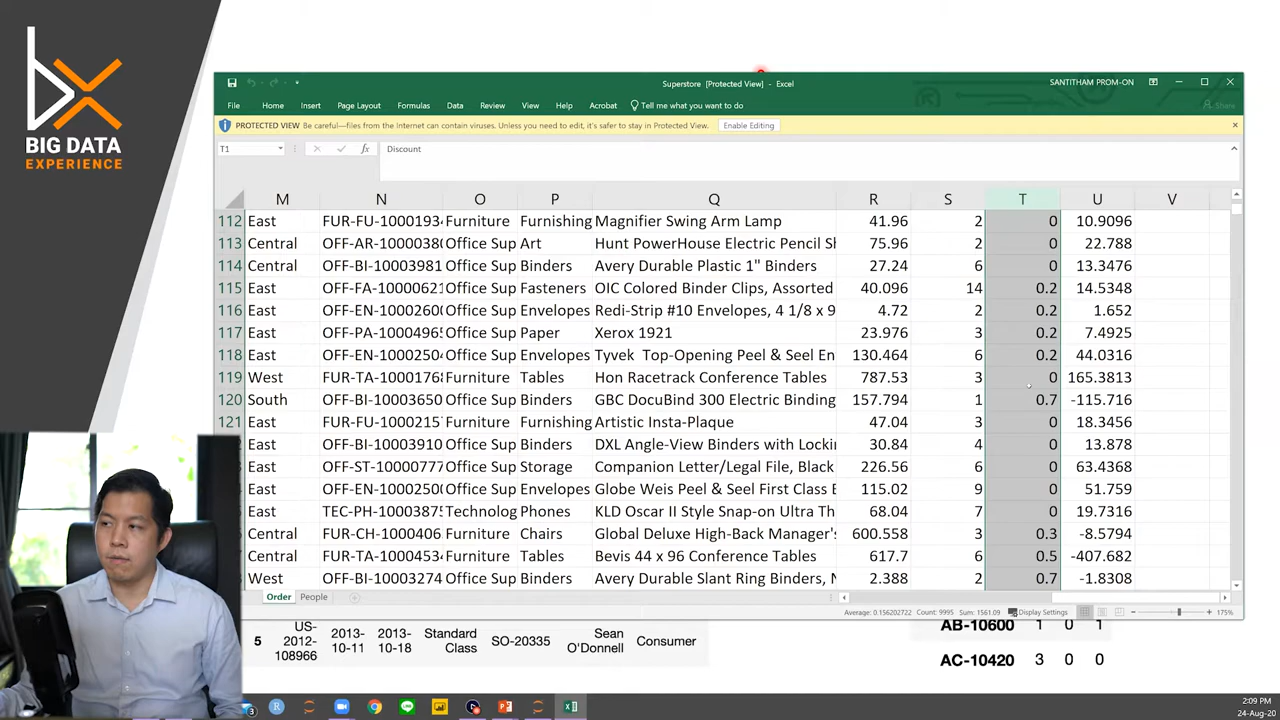 BIG DATA
EXPERIENCE
Superstore [Protected View] - Excel
SANTITHAM PROM-ON
File Home Insert Page Layout Formulas Data Review View Help Acrobat Tell me what you want to do Share
PROTECTED VIEW Be careful—files from the Internet can contain viruses. Unless you need to edit, it's safer to stay in Protected View. Enable Editing
T1 fx Discount
M N O P Q R S T U V
112 East FUR-FU-1000193 Furniture Furnishing Magnifier Swing Arm Lamp 41.96 2 0 10.9096
113 Central OFF-AR-1000038 Office Sup Art Hunt PowerHouse Electric Pencil Sh 75.96 2 0 22.788
114 Central OFF-BI-10003981 Office Sup Binders Avery Durable Plastic 1" Binders 27.24 6 0 13.3476
115 East OFF-FA-1000062 Office Sup Fasteners OIC Colored Binder Clips, Assorted 40.096 14 0.2 14.5348
116 East OFF-EN-1000260 Office Sup Envelopes Redi-Strip #10 Envelopes, 4 1/8 x 9 4.72 2 0.2 1.652
117 East OFF-PA-1000496 Office Sup Paper Xerox 1921 23.976 3 0.2 7.4925
118 East OFF-EN-1000250 Office Sup Envelopes Tyvek Top-Opening Peel & Seel En 130.464 6 0.2 44.0316
119 West FUR-TA-1000176 Furniture Tables Hon Racetrack Conference Tables 787.53 3 0 165.3813
120 South OFF-BI-10003650 Office Sup Binders GBC DocuBind 300 Electric Binding 157.794 1 0.7 -115.716
121 East FUR-FU-1000215 Furniture Furnishing Artistic Insta-Plaque 47.04 3 0 18.3456
East OFF-BI-10003910 Office Sup Binders DXL Angle-View Binders with Lockin 30.84 4 0 13.878
East OFF-ST-10000777 Office Sup Storage Companion Letter/Legal File, Black 226.56 6 0 63.4368
East OFF-EN-1000250 Office Sup Envelopes Globe Weis Peel & Seel First Class E 115.02 9 0 51.759
East TEC-PH-1000387 Technolog Phones KLD Oscar II Style Snap-on Ultra Th 68.04 7 0 19.7316
Central FUR-CH-1000406 Furniture Chairs Global Deluxe High-Back Manager's 600.558 3 0.3 -8.5794
Central FUR-TA-1000453 Furniture Tables Bevis 44 x 96 Conference Tables 617.7 6 0.5 -407.682
West OFF-BI-10003274 Office Sup Binders Avery Durable Slant Ring Binders, 2.388 2 0.7 -1.8308
Order People
Average: 0.156202722 Count: 9995 Sum: 1561.09 Display Settings 175%
5 US-2012-108966 2013-10-11 2013-10-18 Standard Class SO-20335 Sean O'Donnell Consumer
AB-10600 1 0 1
AC-10420 3 0 0
2:09 PM
24-Aug-20